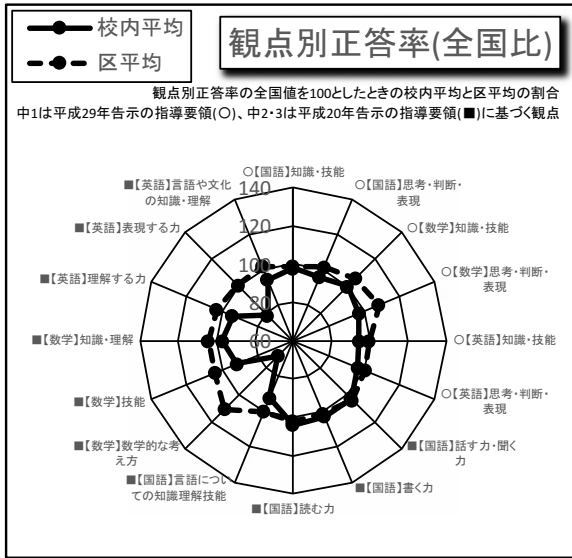 校内平均
区平均
観点別正答率(全国比)
観点別正答率の全国値を100としたときの校内平均と区平均の割合
中1は平成29年告示の指導要領(〇)、中2・3は平成20年告示の指導要領(■)に基づく観点
〇【国語】知識・技能
〇【国語】思考・判断・
表現
〇【数学】知識・技能
〇【数学】思考・判断・
表現
〇【英語】知識・技能
〇【英語】思考・判断・
表現
■【国語】話す力・聞く
力
■【国語】書く力
■【国語】読む力
■【国語】言語につい
ての知識理解技能
■【数学】数学的な考
え方
■【数学】技能
■【数学】知識・理解
■【英語】理解する力
■【英語】表現する力
■【英語】言語や文化
の知識・理解
140
120
100
80
60